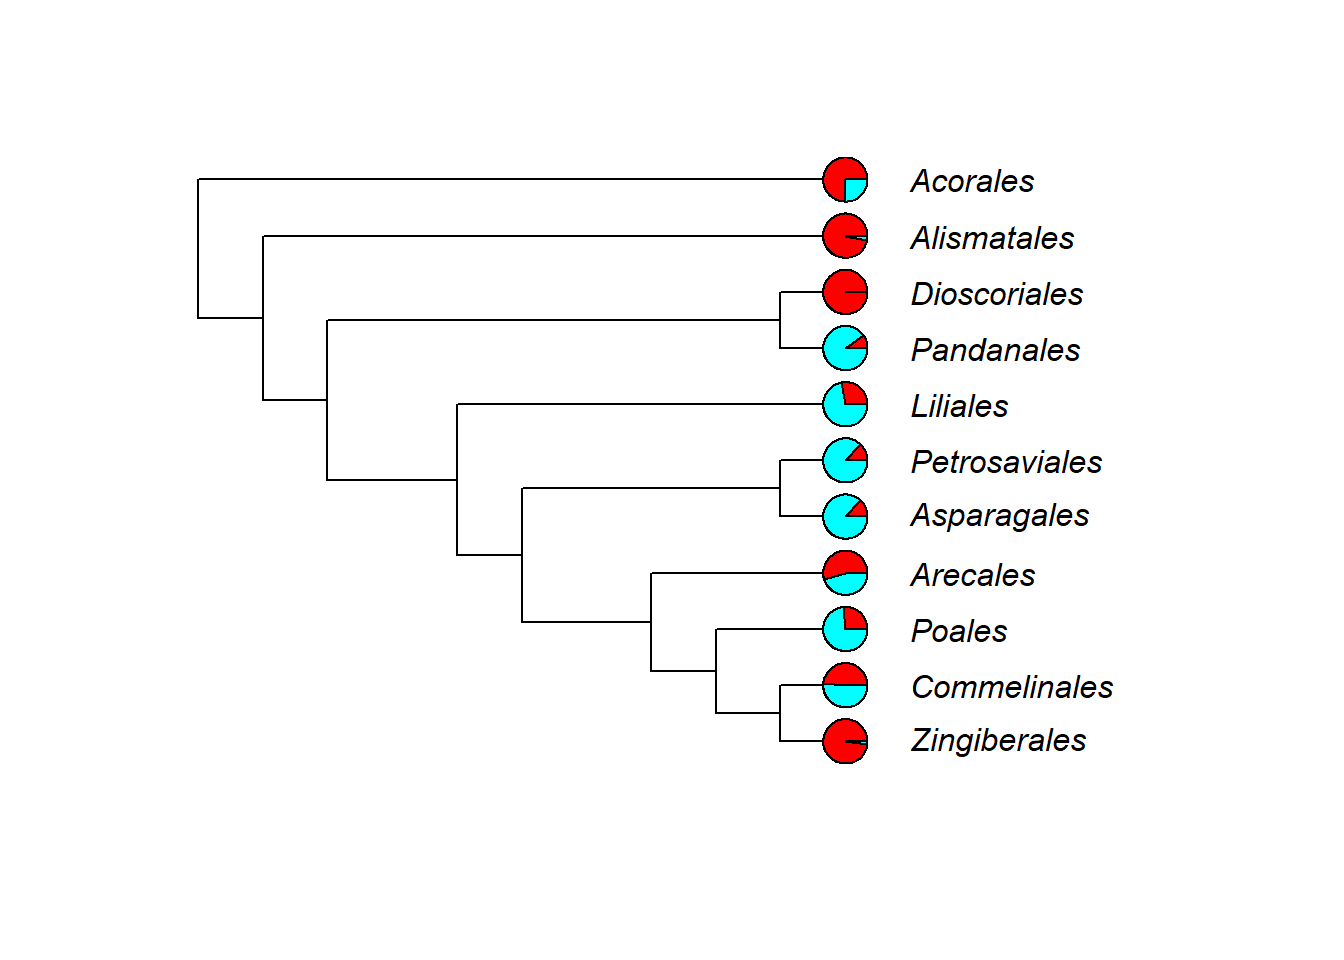 Acorales
Alismatales
Dioscoriales
Pandanales
Liliales
Petrosaviales
Asparagales
Arecales
Poales
Commelinales
Zingiberales